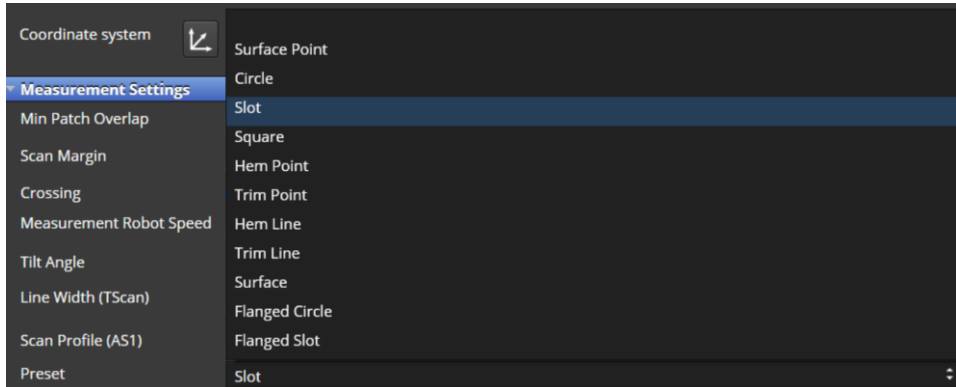 Coordinate system
Measurement Settings
Min Patch Overlap
Scan Margin
Crossing
Measurement Robot Speed
Tilt Angle
Line Width (TScan)
Scan Profile (AS1)
Preset
Surface Point
Circle
Slot
Square
Hem Point
Trim Point
Hem Line
Trim Line
Surface
Flanged Circle
Flanged Slot
Slot